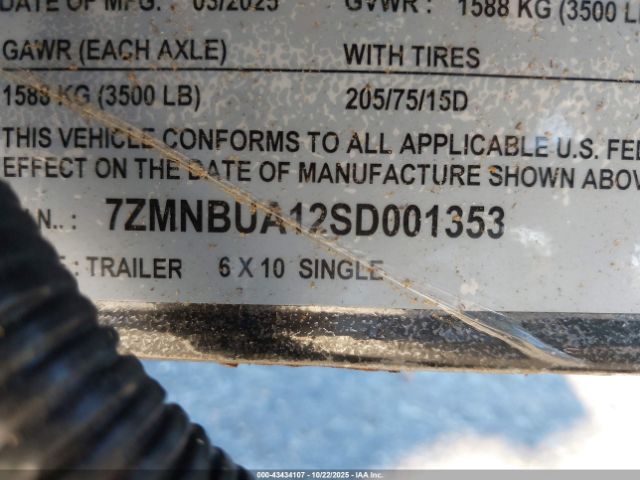 DATE OF MFG. : 03/2025 GVWR : 1588 KG (3500 L
GAWR (EACH AXLE) WITH TIRES
1588 KG (3500 LB) 205/75/15D
THIS VEHICLE CONFORMS TO ALL APPLICABLE U.S. FE
EFFECT ON THE DATE OF MANUFACTURE SHOWN ABOV
N.. : 7ZMNBUA12SD001353
: TRAILER 6 X 10 SINGLE
000-43434107 - 10/22/2025 - IAA Inc.